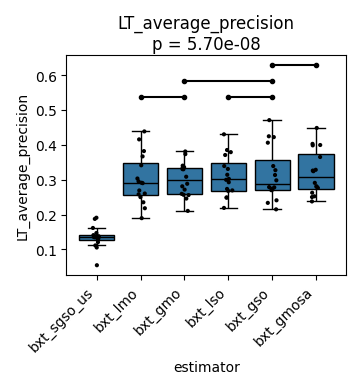 LT_average_precision
p = 5.70e-08
LT_average_precision
0.6
0.5
0.4
0.3
0.2
0.1
bxt_sgso_us
bxt_lmo
bxt_gmo
bxt_lso
bxt_gso
bxt_gmosa
estimator